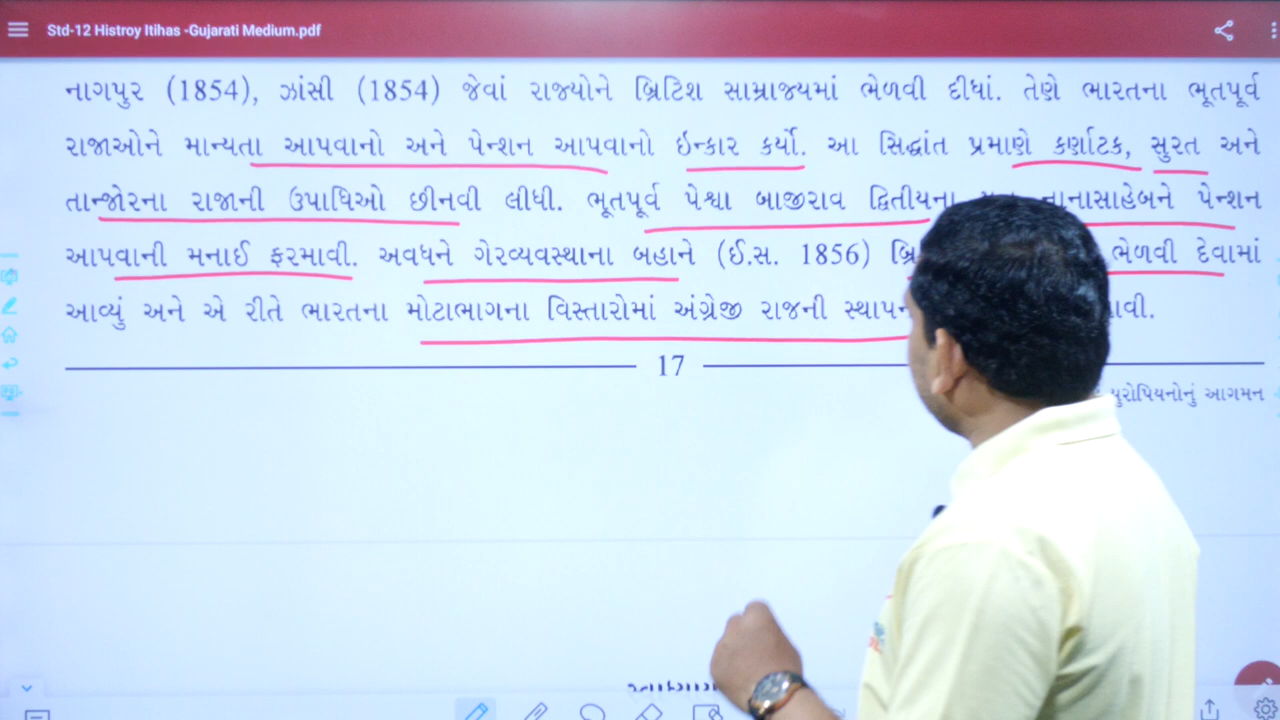 Std-12 Histroy Itihas -Gujarati Medium.pdf
નાગપુર (1854), ઝાંસી (1854) જેવાં રાજ્યોને બ્રિટિશ સામ્રાજ્યમાં ભેળવી દીધાં. તેણે ભારતના ભૂતપૂર્વ
રાજાઓને માન્યતા આપવાનો અને પેન્શન આપવાનો ઇન્કાર કર્યો. આ સિદ્ધાંત પ્રમાણે કર્ણાટક, સુરત અને
તાન્જોરના રાજાની ઉપાધિઓ છીનવી લીધી. ભૂતપૂર્વ પેશ્વા બાજીરાવ દ્વિતીયના નાનાસાહેબને પેન્શન
આપવાની મનાઈ ફરમાવી. અવધને ગેરવ્યવસ્થાના બહાને (ઈ.સ. 1856) ભેળવી દેવામાં
આવ્યું અને એ રીતે ભારતના મોટાભાગના વિસ્તારોમાં અંગ્રેજી રાજની
17
યુરોપિયનોનું આગમન